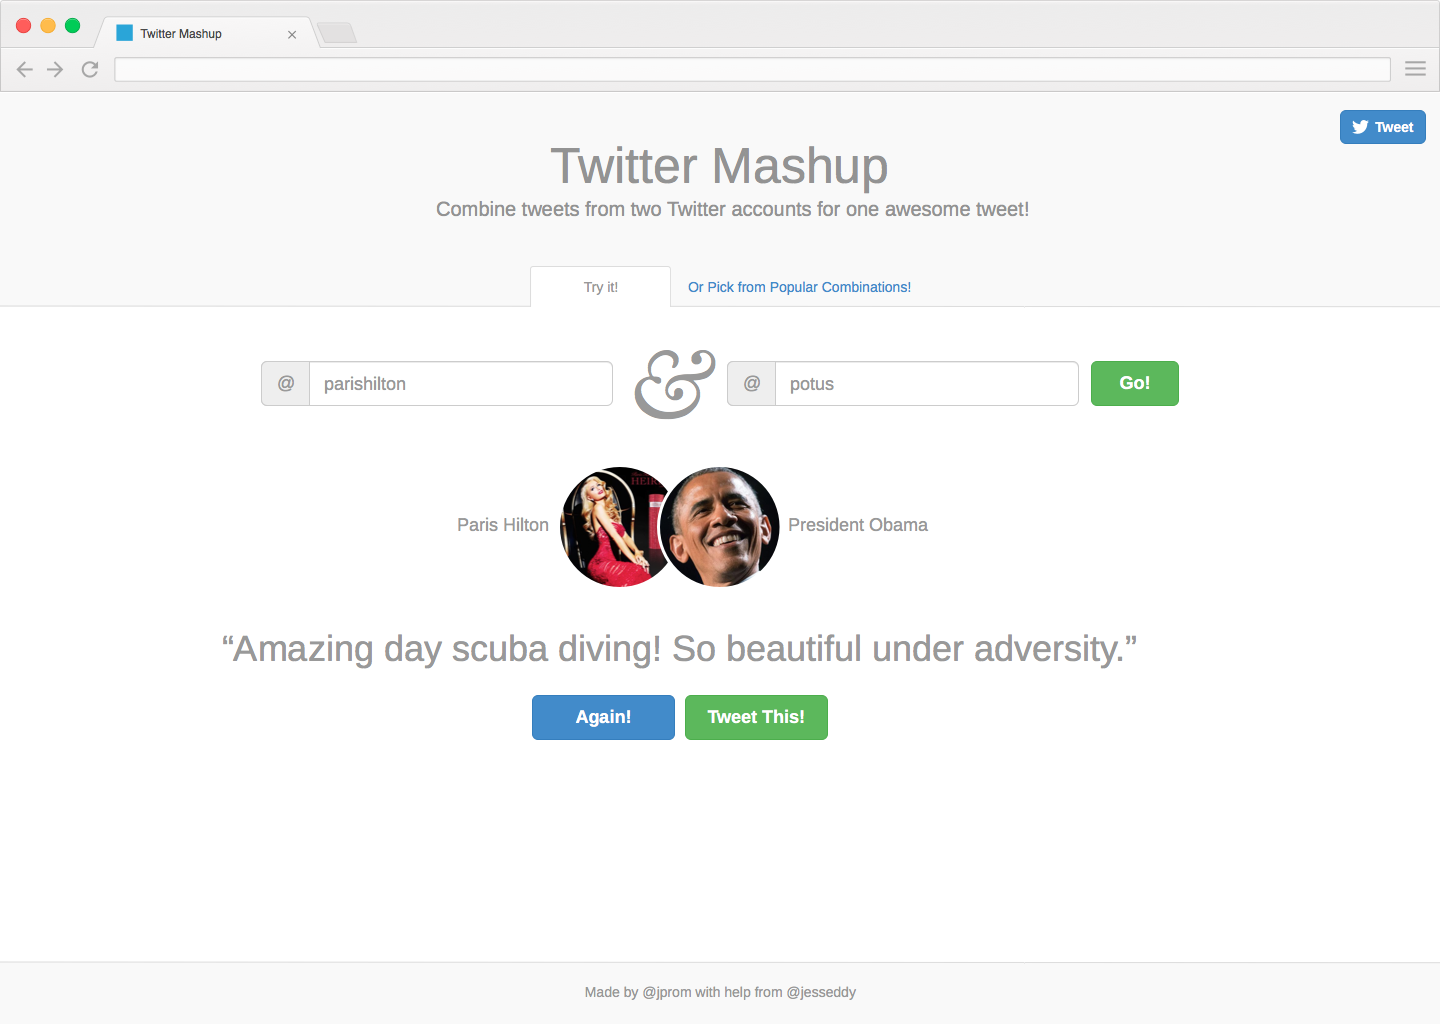 Twitter Mashup
Tweet
Twitter Mashup
Combine tweets from two Twitter accounts for one awesome tweet!
Try it!
Or Pick from Popular Combinations!
@ parishilton & @ potus Go!
Paris Hilton
President Obama
“Amazing day scuba diving! So beautiful under adversity.”
Again! Tweet This!
Made by @jprom with help from @jesseddy